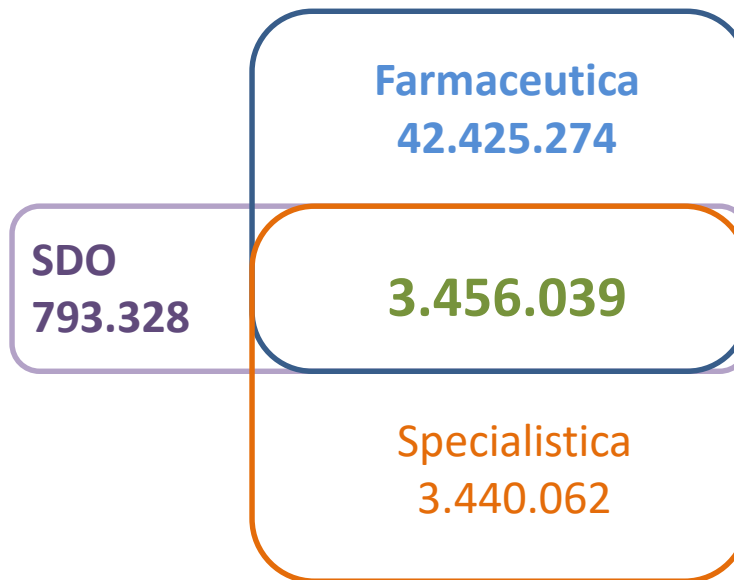 Farmaceutica
42.425.274
SDO
793.328
3.456.039
Specialistica
3.440.062